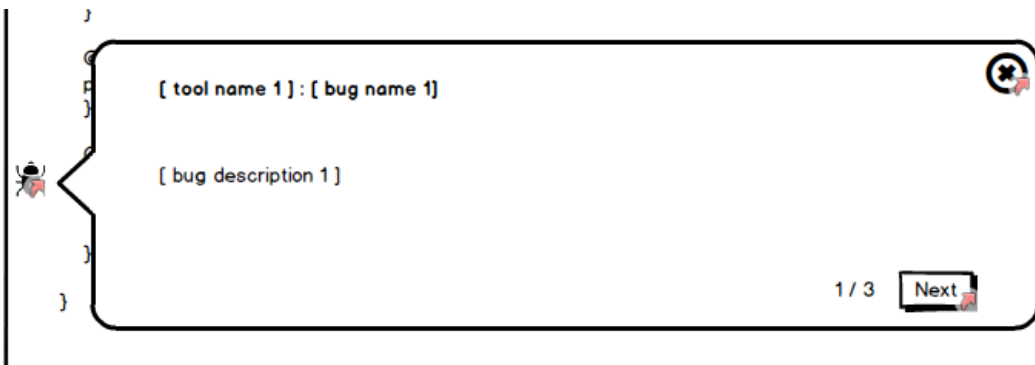 }
@
p
}
[ tool name 1 ] : [ bug name 1]
[ bug description 1 ]
}
1 / 3 Next
}